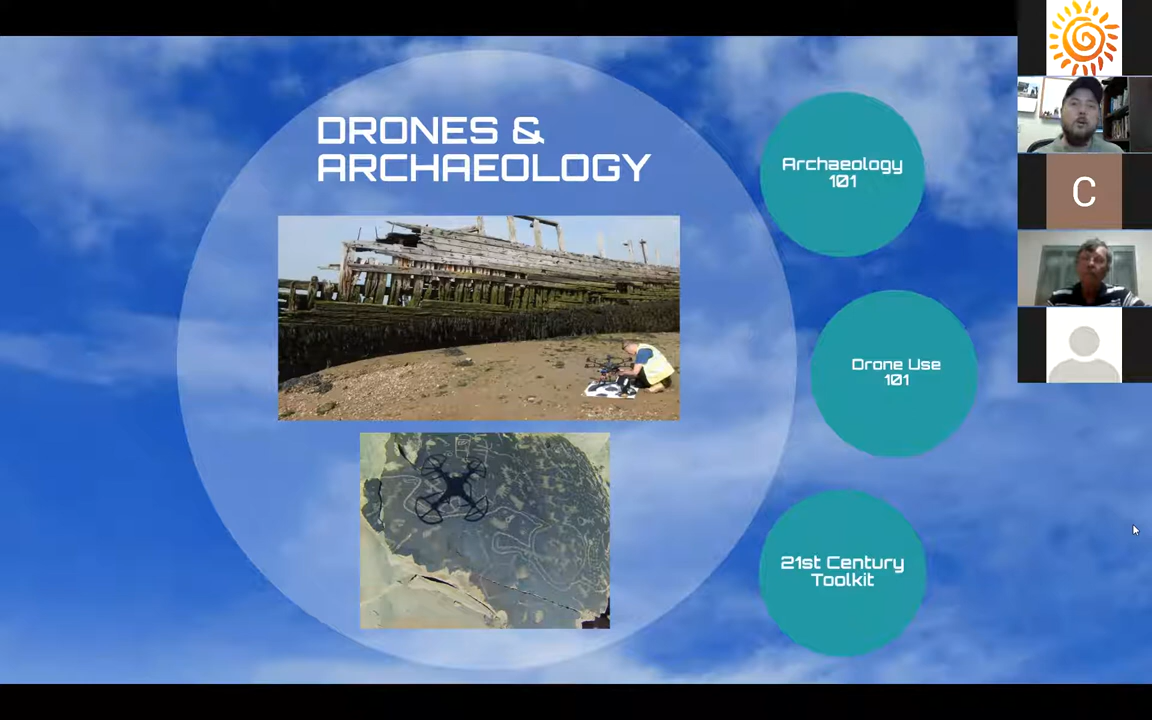 DRONES &
ARCHAEOLOGY
Archaeology
101
Drone Use
101
21st Century
Toolkit
C